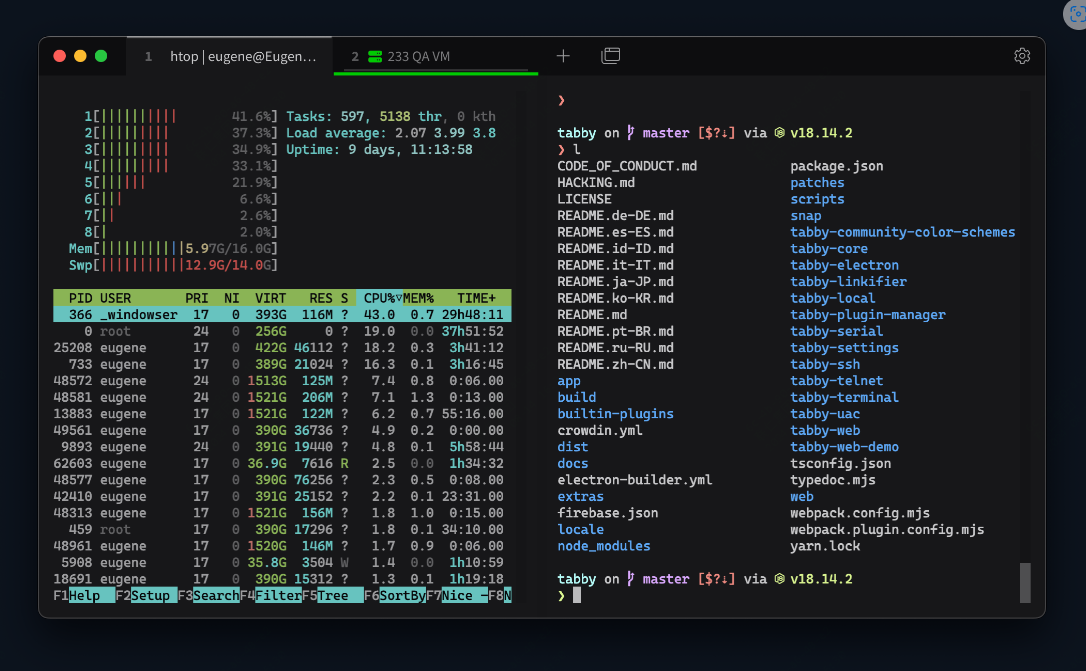 1 htop | eugene@Eugen…
2 233 QA VM
1[|||||||||| 41.6%] Tasks: 597, 5138 thr, 0 kth
2[||||||||| 37.3%] Load average: 2.07 3.99 3.8
3[||||||||| 34.9%] Uptime: 9 days, 11:13:58
4[||||||||| 33.1%]
5[|||||| 21.9%]
6[||| 6.6%]
7[|| 2.6%]
8[| 2.0%]
Mem[|||||||||||5.97G/16.0G]
Swp[|||||||||||12.9G/14.0G]
PID USER PRI NI VIRT RES S CPU%▽MEM% TIME+
366 _windowser 17 0 393G 116M ? 43.0 0.7 29h48:11
0 root 24 0 256G 0 ? 19.0 0.0 37h51:52
25208 eugene 17 0 422G 46112 ? 18.2 0.3 3h41:12
733 eugene 17 0 389G 21024 ? 16.3 0.1 3h16:45
48572 eugene 24 0 1513G 125M ? 7.4 0.8 0:06.00
48581 eugene 24 0 1521G 206M ? 7.1 1.3 0:13.00
13883 eugene 17 0 1521G 122M ? 6.2 0.7 55:16.00
49561 eugene 17 0 390G 36736 ? 4.9 0.2 0:00.00
9893 eugene 24 0 391G 19440 ? 4.8 0.1 5h58:44
62603 eugene 17 0 36.9G 7616 R 2.5 0.0 1h34:32
48577 eugene 17 0 390G 76256 ? 2.3 0.5 0:08.00
42410 eugene 17 0 391G 25152 ? 2.2 0.1 23:31.00
48313 eugene 17 0 1521G 156M ? 1.8 1.0 0:15.00
459 root 17 0 390G 17296 ? 1.8 0.1 34:10.00
48961 eugene 17 0 1520G 146M ? 1.7 0.9 0:06.00
5908 eugene 17 0 35.8G 3504 W 1.4 0.0 1h10:59
18691 eugene 17 0 390G 15312 ? 1.3 0.1 1h19:18
F1Help F2Setup F3SearchF4FilterF5Tree F6SortByF7Nice -F8N
❯
tabby on master [$?⇣] via v18.14.2
❯ l
CODE_OF_CONDUCT.md package.json
HACKING.md patches
LICENSE scripts
README.de-DE.md snap
README.es-ES.md tabby-community-color-schemes
README.id-ID.md tabby-core
README.it-IT.md tabby-electron
README.ja-JP.md tabby-linkifier
README.ko-KR.md tabby-local
README.md tabby-plugin-manager
README.pt-BR.md tabby-serial
README.ru-RU.md tabby-settings
README.zh-CN.md tabby-ssh
app tabby-telnet
build tabby-terminal
builtin-plugins tabby-uac
crowdin.yml tabby-web
dist tabby-web-demo
docs tsconfig.json
electron-builder.yml typedoc.mjs
extras web
firebase.json webpack.config.mjs
locale webpack.plugin.config.mjs
node_modules yarn.lock
tabby on master [$?⇣] via v18.14.2
❯